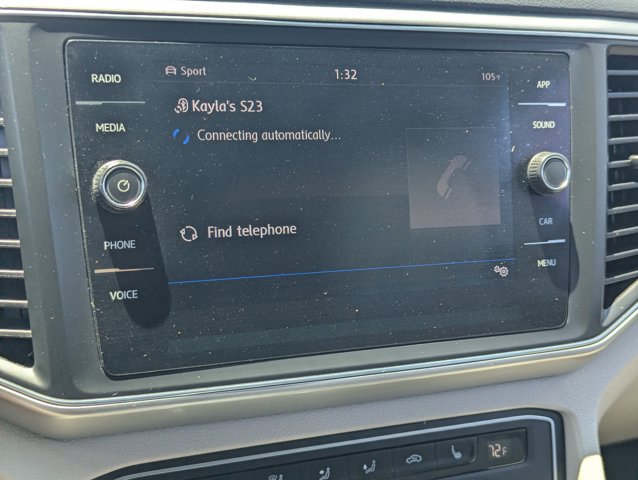 RADIO
MEDIA
PHONE
VOICE
Sport
1:32
105°F
Kayla's S23
Connecting automatically...
Find telephone
APP
SOUND
CAR
MENU
72°F